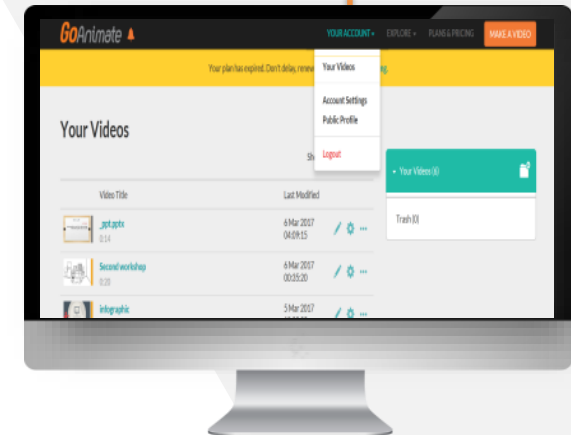 GoAnimate
YOUR ACCOUNT EXPLORE PLANS & PRICING MAKE A VIDEO
Your plan has expired. Don't delay, renew
Your Videos
Account Settings
Public Profile
Logout
Your Videos
Your Videos (6)
Trash (0)
Video Title Last Modified
_ppt.pptx 6 Mar 2017
0:14 04:09:15
Second workshop 6 Mar 2017
0:20 00:35:20
infographic 5 Mar 2017